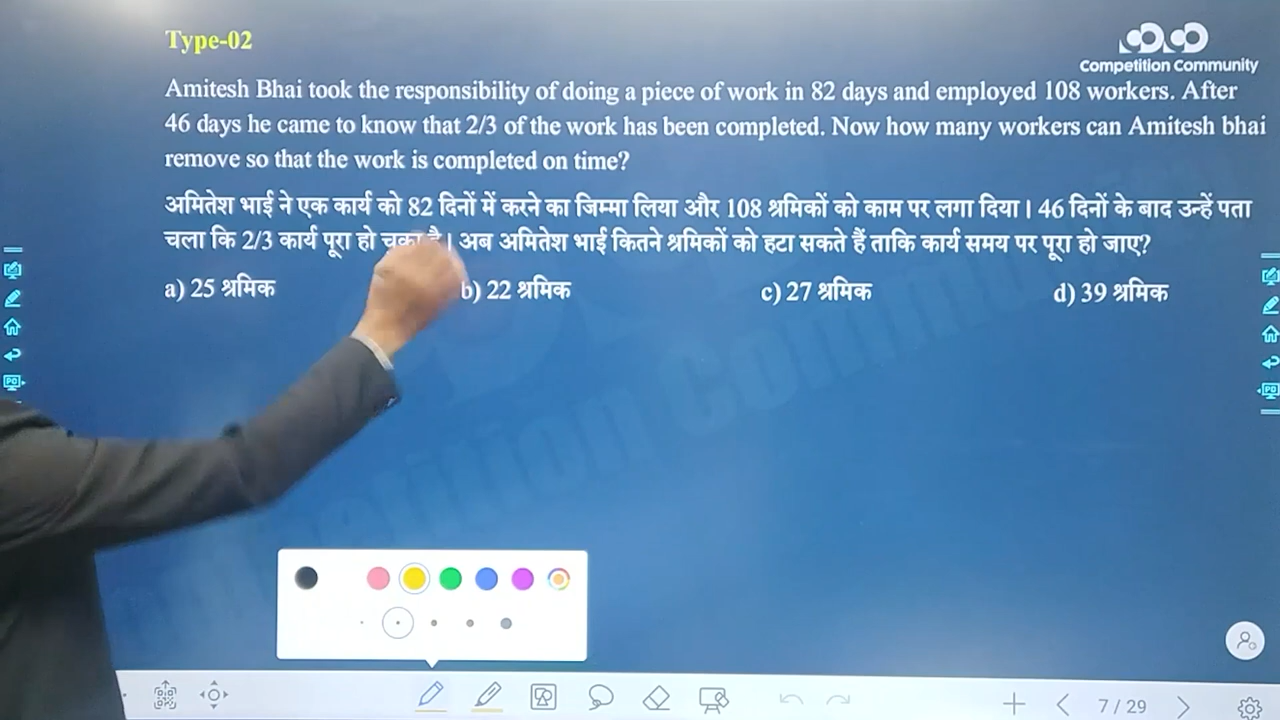 Type-02
Competition Community
Amitesh Bhai took the responsibility of doing a piece of work in 82 days and employed 108 workers. After
46 days he came to know that 2/3 of the work has been completed. Now how many workers can Amitesh bhai
remove so that the work is completed on time?
अमितेश भाई ने एक कार्य को 82 दिनों में करने का जिम्मा लिया और 108 श्रमिकों को काम पर लगा दिया। 46 दिनों के बाद उन्हें पता
चला कि 2/3 कार्य पूरा हो चुका है। अब अमितेश भाई कितने श्रमिकों को हटा सकते हैं ताकि कार्य समय पर पूरा हो जाए?
a) 25 श्रमिक b) 22 श्रमिक c) 27 श्रमिक d) 39 श्रमिक
7 / 29